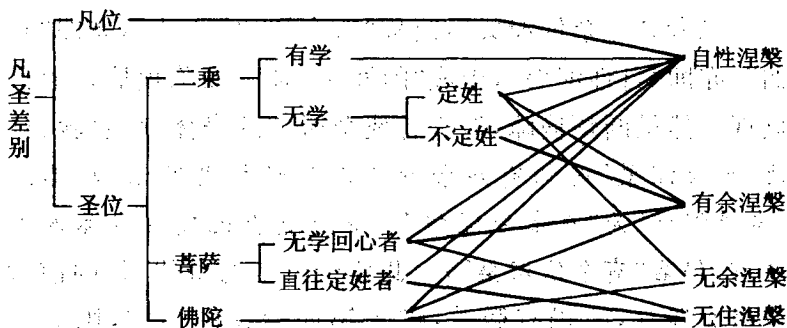 凡圣差别
凡位
圣位
二乘
有学
无学
定姓
不定姓
菩萨
无学回心者
直往定姓者
佛陀
自性涅槃
有余涅槃
无余涅槃
无住涅槃